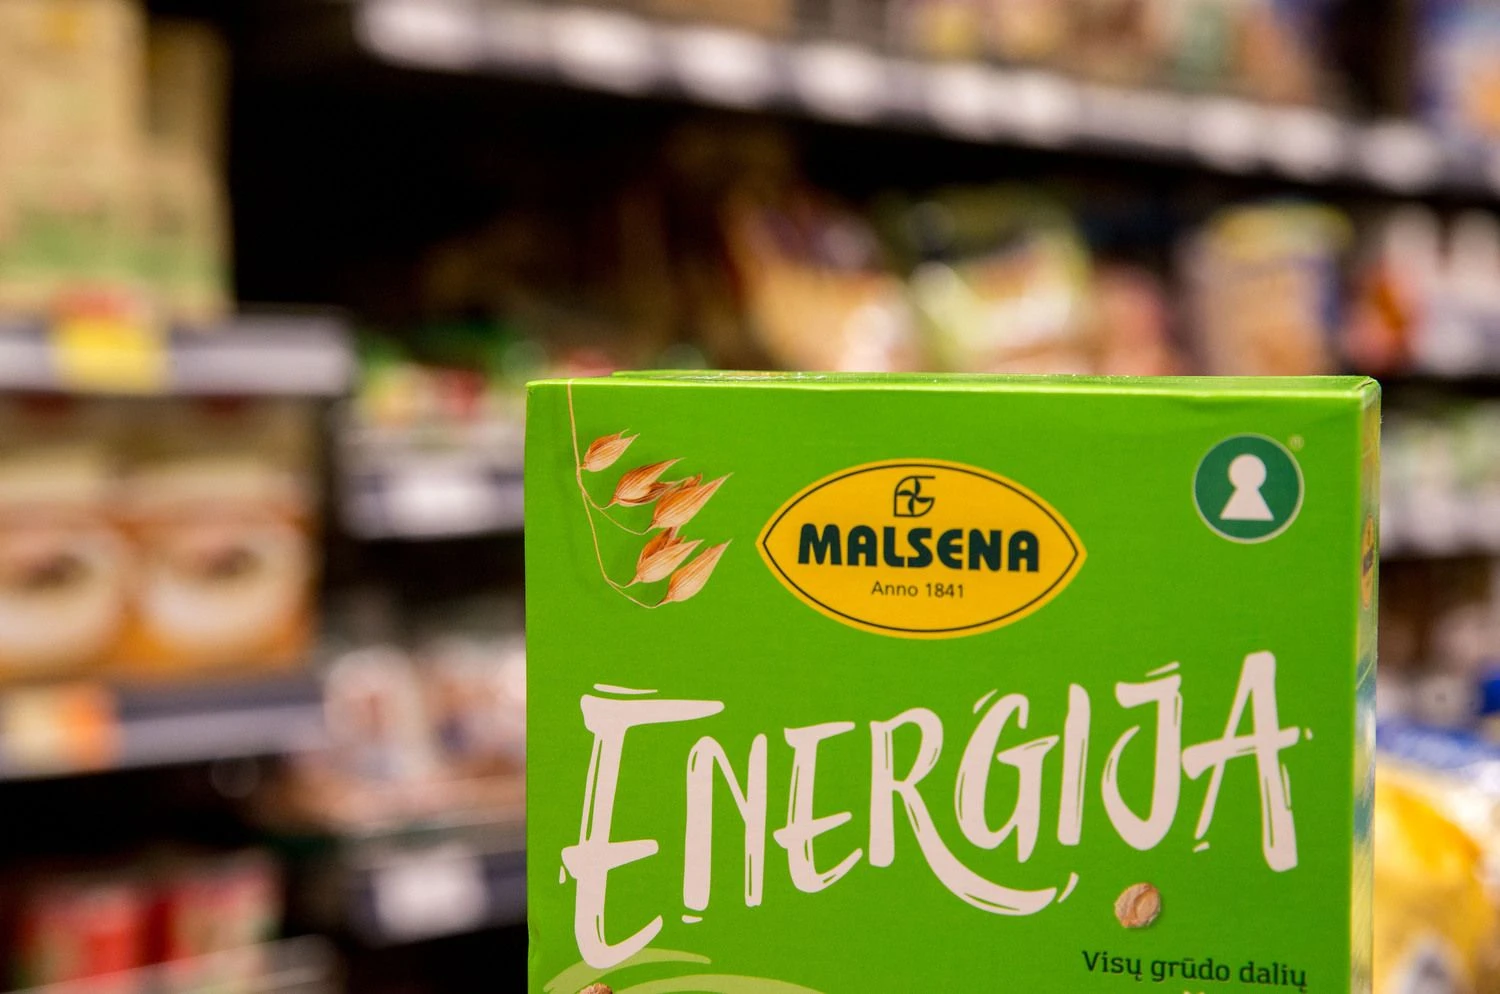 MALSENA
Anno 1841
®
ENERGIJA
Visų grūdo dalių